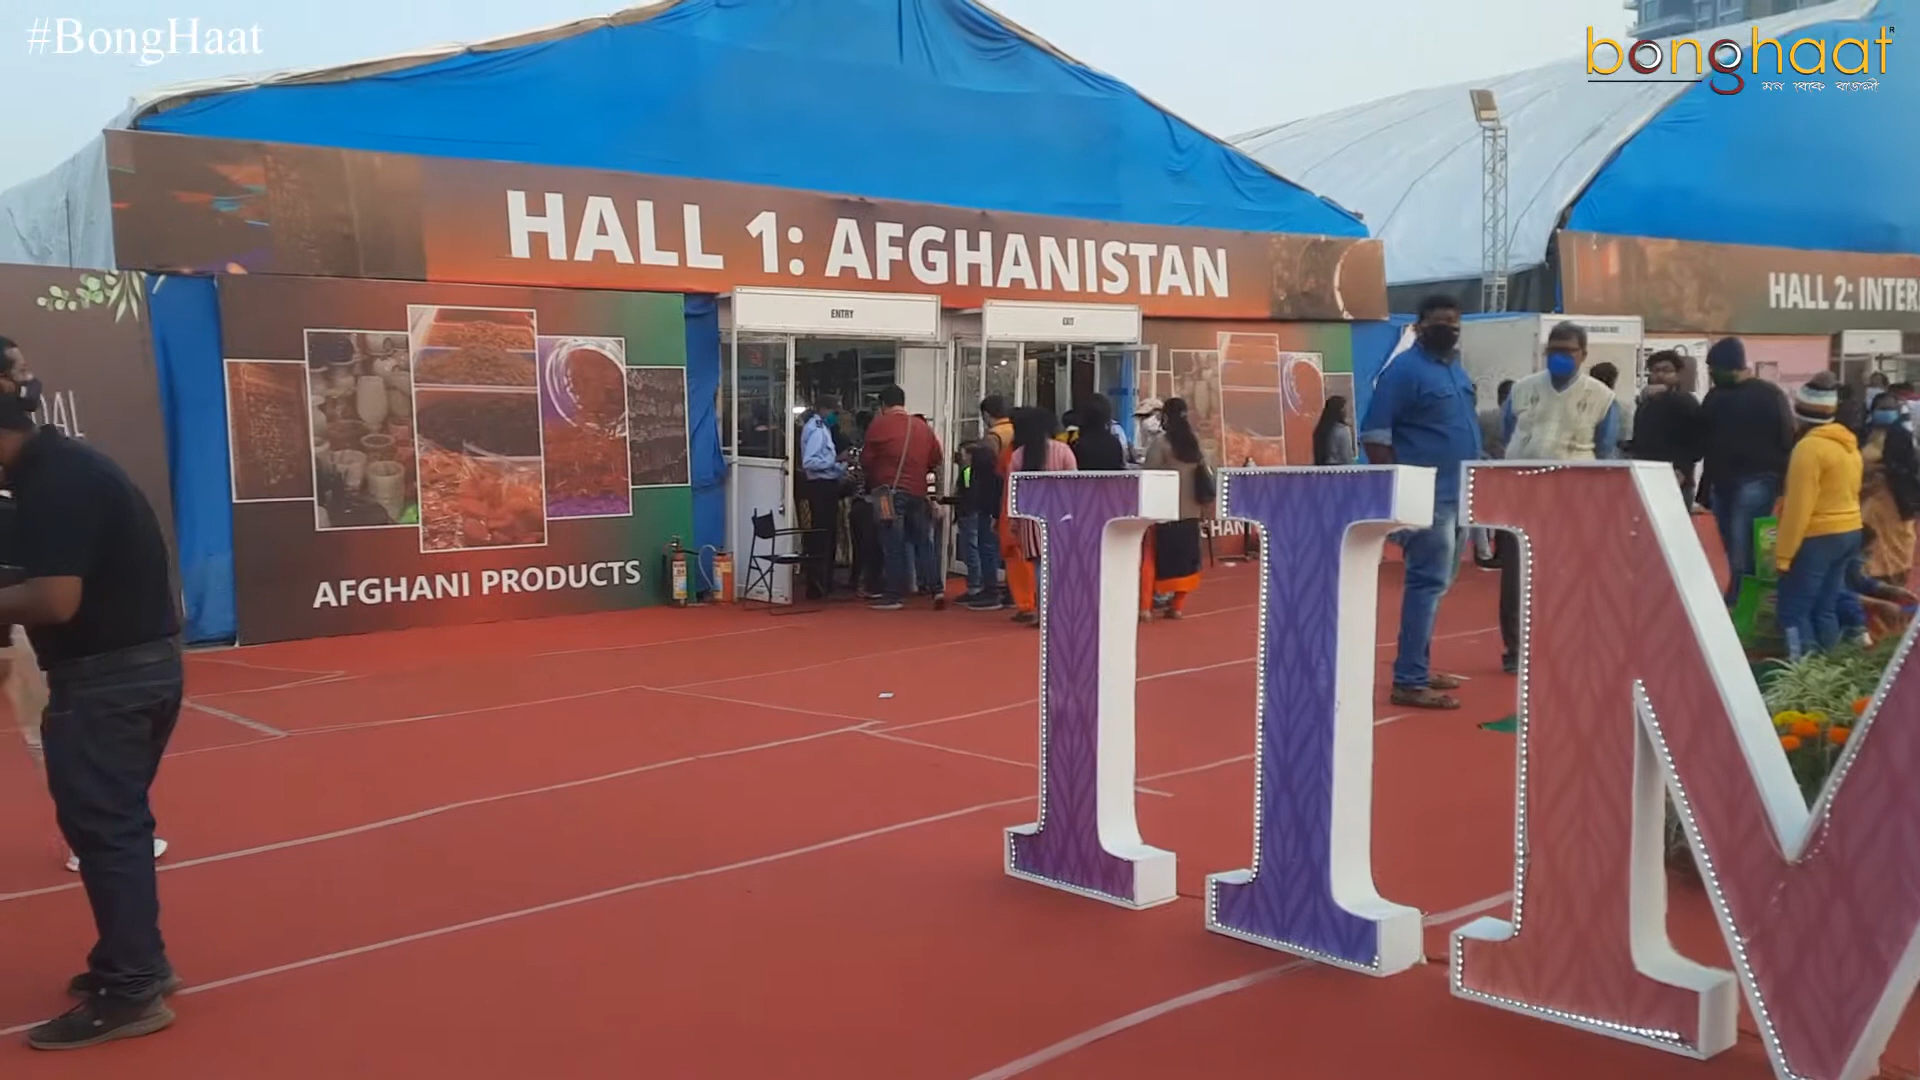 #BongHaat
bonghaat
HALL 1: AFGHANISTAN
HALL 2: INTER
ENTRY
EXIT
AFGHANI PRODUCTS
IIM